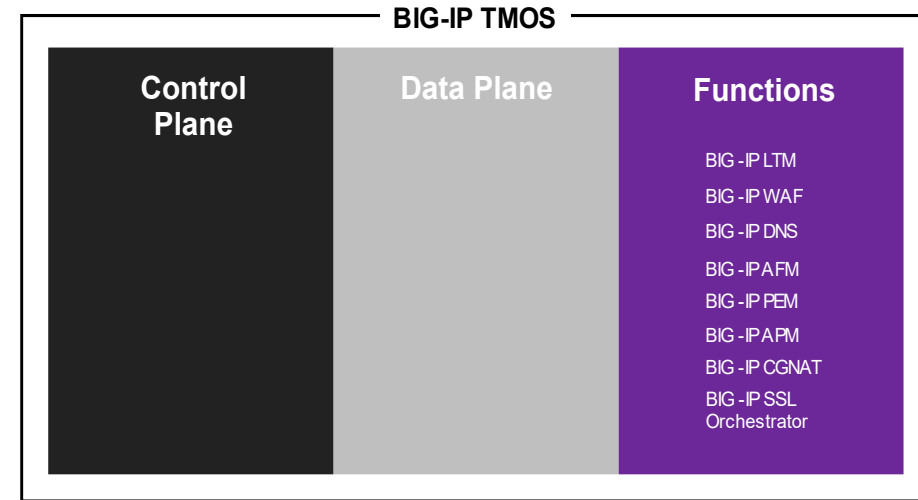 BIG-IP TMOS
Control
Plane
Data Plane
Functions
BIG-IP LTM
BIG-IP WAF
BIG-IP DNS
BIG-IP AFM
BIG-IP PEM
BIG-IP APM
BIG-IP CGNAT
BIG-IP SSL
Orchestrator